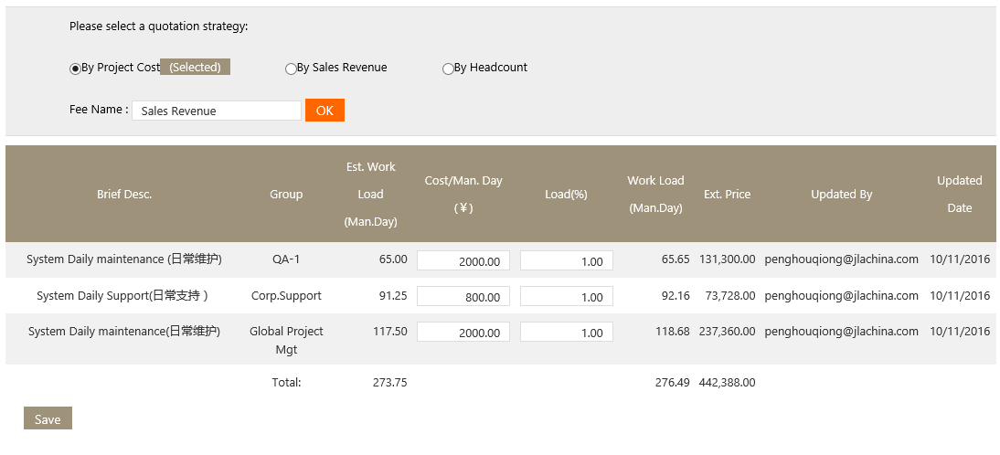 Please select a quotation strategy:
By Project Cost (Selected) By Sales Revenue By Headcount
Fee Name : Sales Revenue OK
Brief Desc. Group Est. Work Load (Man.Day) Cost/Man. Day (￥) Load(%) Work Load (Man.Day) Ext. Price Updated By Updated Date
System Daily maintenance (日常维护) QA-1 65.00 2000.00 1.00 65.65 131,300.00 penghouqiong@jlachina.com 10/11/2016
System Daily Support(日常支持 ) Corp.Support 91.25 800.00 1.00 92.16 73,728.00 penghouqiong@jlachina.com 10/11/2016
System Daily maintenance(日常维护) Global Project Mgt 117.50 2000.00 1.00 118.68 237,360.00 penghouqiong@jlachina.com 10/11/2016
Total: 273.75 276.49 442,388.00
Save